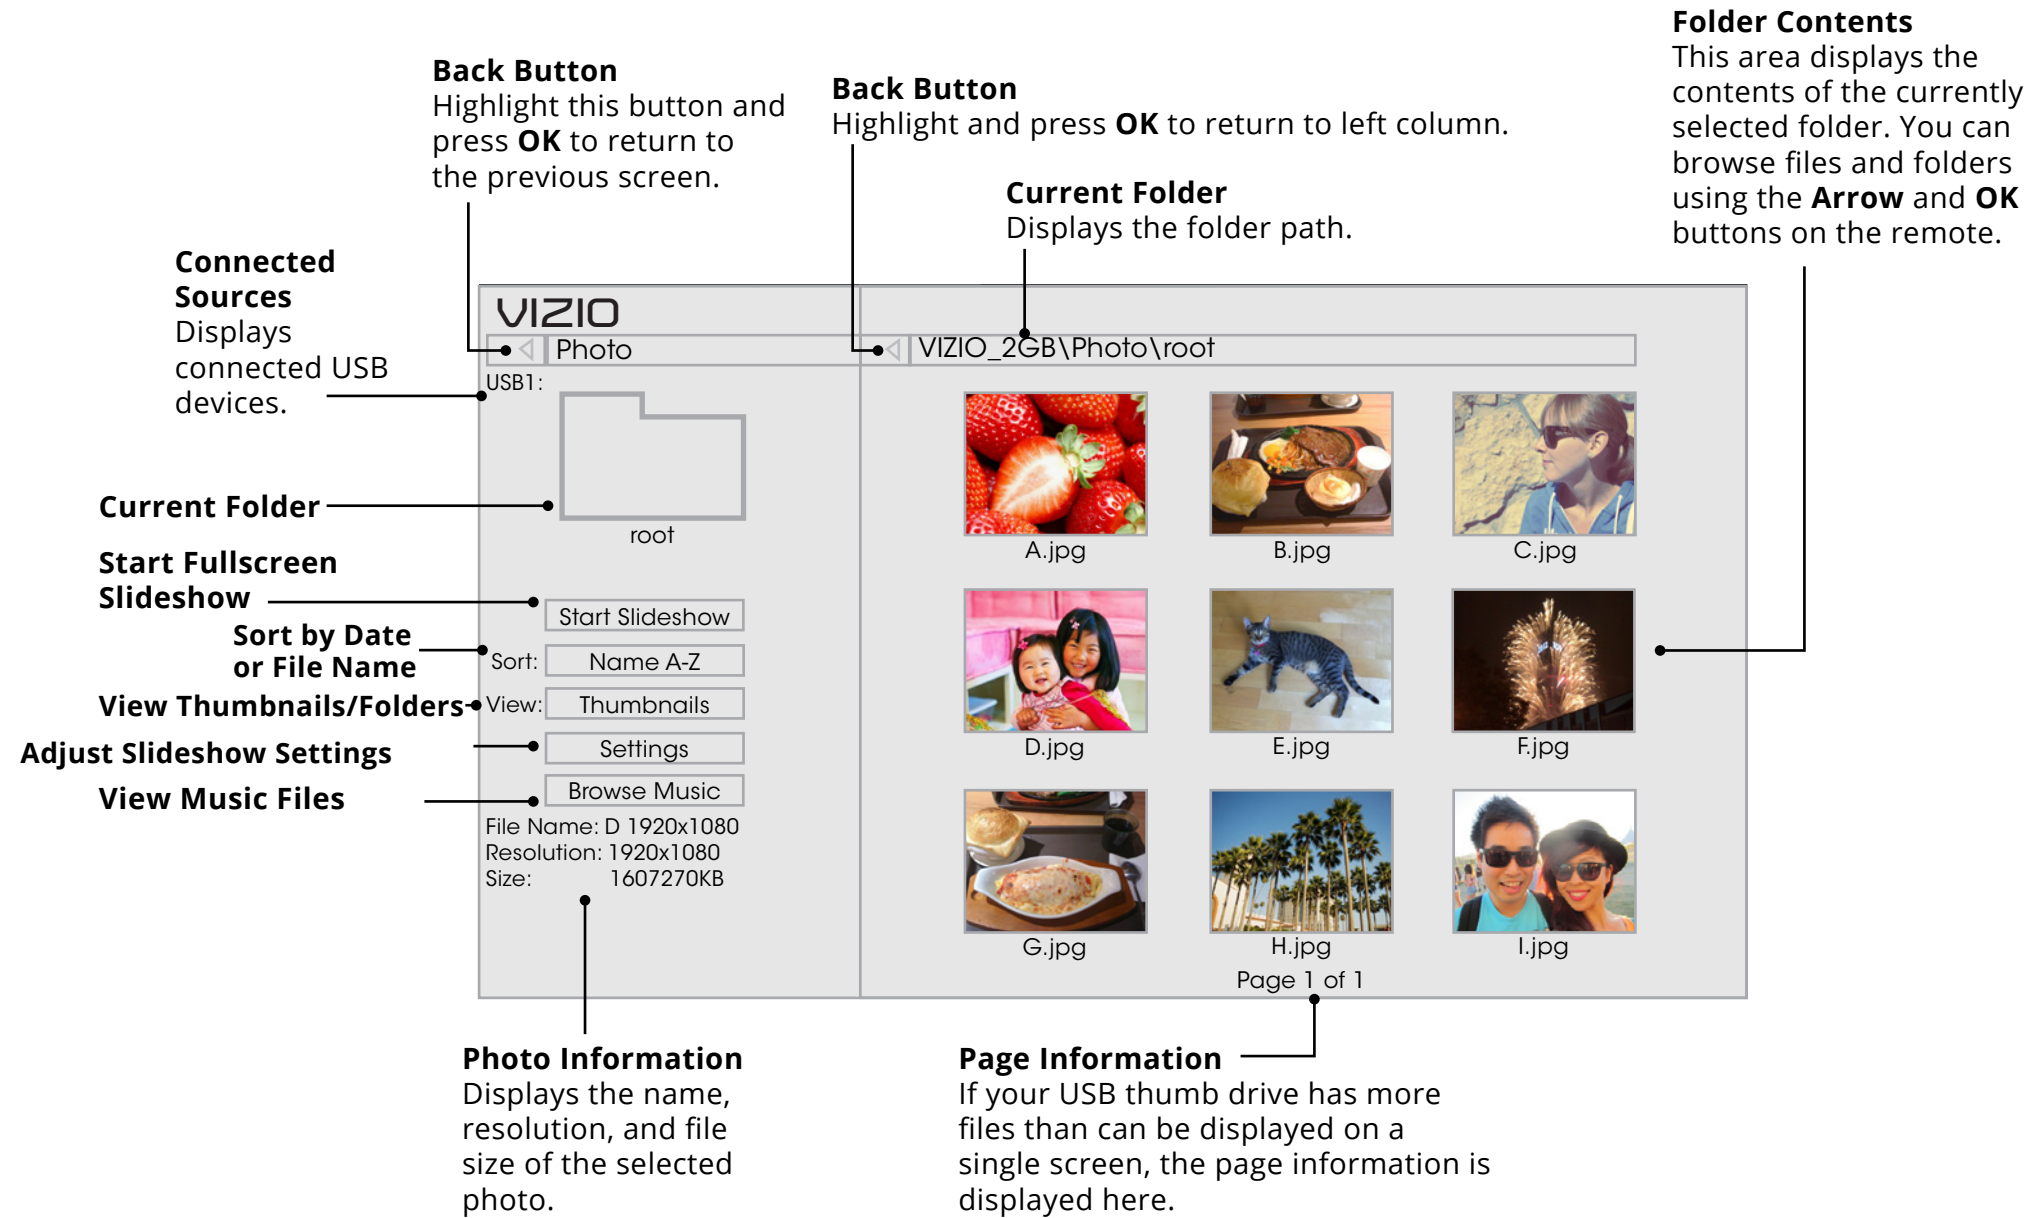 Folder Contents
This area displays the
contents of the currently
selected folder. You can
browse files and folders
using the Arrow and OK
buttons on the remote.
Back Button
Highlight this button and
press OK to return to
the previous screen.
Back Button
Highlight and press OK to return to left column.
Current Folder
Displays the folder path.
Connected
Sources
Displays
connected USB
devices.
VIZIO
Photo
VIZIO_2GB\Photo\root
USB1:
Current Folder
root
A.jpg
B.jpg
C.jpg
Start Fullscreen
Slideshow
Start Slideshow
Sort by Date
or File Name
Sort:
Name A-Z
View Thumbnails/Folders
View:
Thumbnails
Adjust Slideshow Settings
Settings
View Music Files
Browse Music
D.jpg
E.jpg
F.jpg
File Name: D 1920x1080
Resolution: 1920x1080
Size: 1607270KB
G.jpg
H.jpg
I.jpg
Page 1 of 1
Photo Information
Displays the name,
resolution, and file
size of the selected
photo.
Page Information
If your USB thumb drive has more
files than can be displayed on a
single screen, the page information is
displayed here.